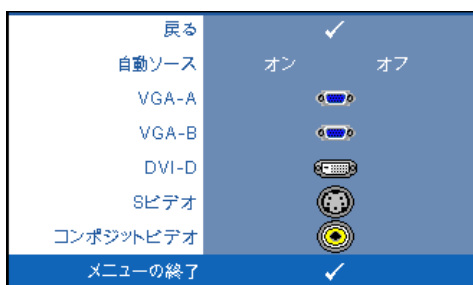 戻る
自動ソース オン オフ
VGA-A
VGA-B
DVI-D
Sビデオ
コンポジットビデオ
メニューの終了